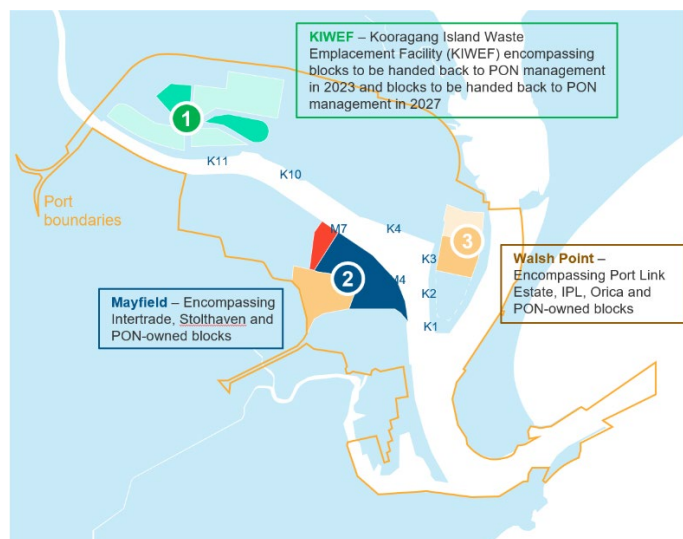 KIWEF – Kooragang Island Waste
Emplacement Facility (KIWEF) encompassing
blocks to be handed back to PON management
in 2023 and blocks to be handed back to PON
management in 2027
1
K11
K10
Port
boundaries
M7
K4
3
K3
Walsh Point –
Encompassing Port Link
Estate, IPL, Orica and
PON-owned blocks
2
M4
K2
Mayfield – Encompassing
Intertrade, Stolthaven and
PON-owned blocks
K1